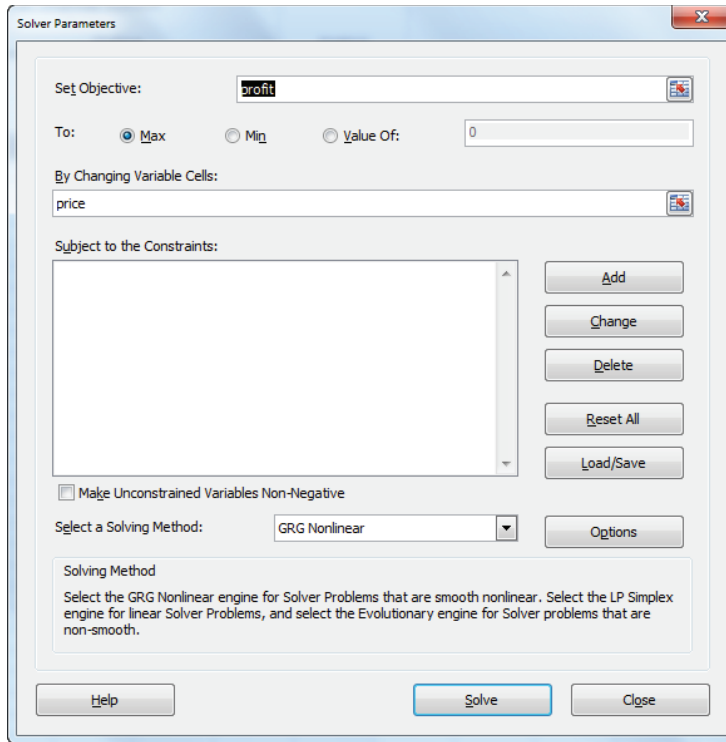 Solver Parameters
Set Objective: profit
To: Max Min Value Of: 0
By Changing Variable Cells:
price
Subject to the Constraints:
Add
Change
Delete
Reset All
Load/Save
Make Unconstrained Variables Non-Negative
Select a Solving Method: GRG Nonlinear Options
Solving Method
Select the GRG Nonlinear engine for Solver Problems that are smooth nonlinear. Select the LP Simplex
engine for linear Solver Problems, and select the Evolutionary engine for Solver problems that are
non-smooth.
Help Solve Close